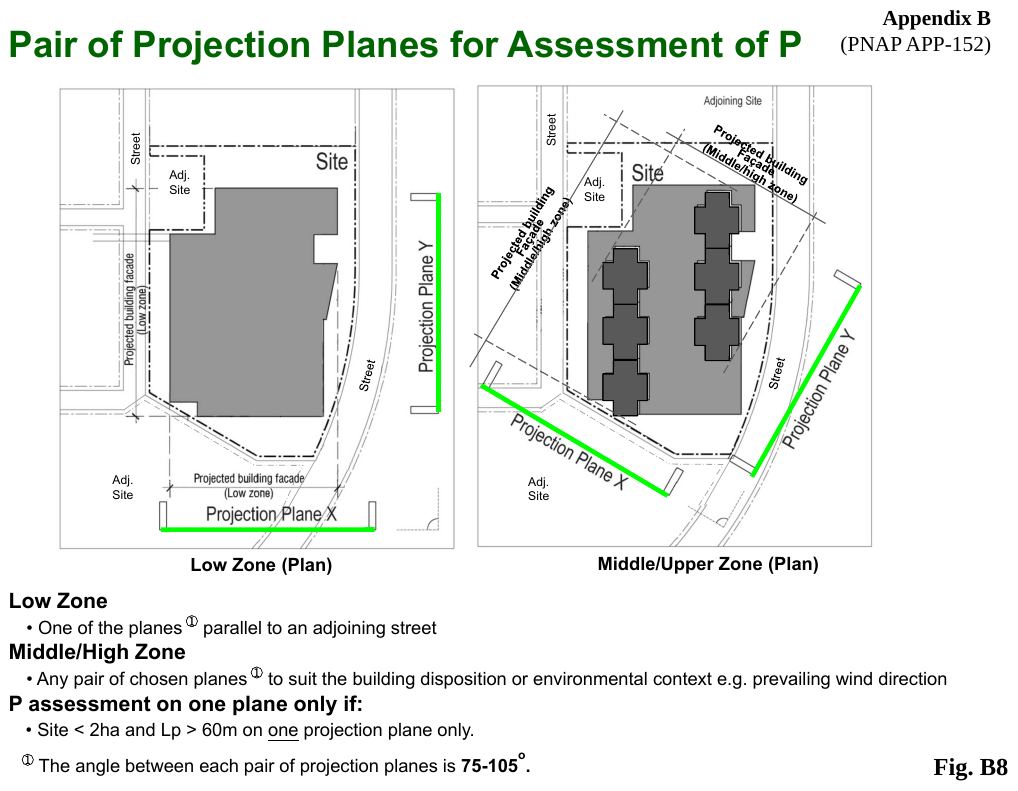 Appendix B
Pair of Projection Planes for Assessment of P
(PNAP APP-152)
Street
Site
Adj.
Site
Projected building facade
(Low zone)
Projection Plane Y
Street
Adj.
Site
Projected building facade
(Low zone)
Projection Plane X
Low Zone (Plan)
Adjoining Site
Street
Projected building
Façade
(Middle/high zone)
Site
Adj.
Site
Projected building
Façade
(Middle/high zone)
Projection Plane Y
Street
Projection Plane X
Adj.
Site
Middle/Upper Zone (Plan)
Low Zone
• One of the planes ① parallel to an adjoining street
Middle/High Zone
• Any pair of chosen planes ① to suit the building disposition or environmental context e.g. prevailing wind direction
P assessment on one plane only if:
• Site < 2ha and Lp > 60m on one projection plane only.
① The angle between each pair of projection planes is 75-105º.
Fig. B8